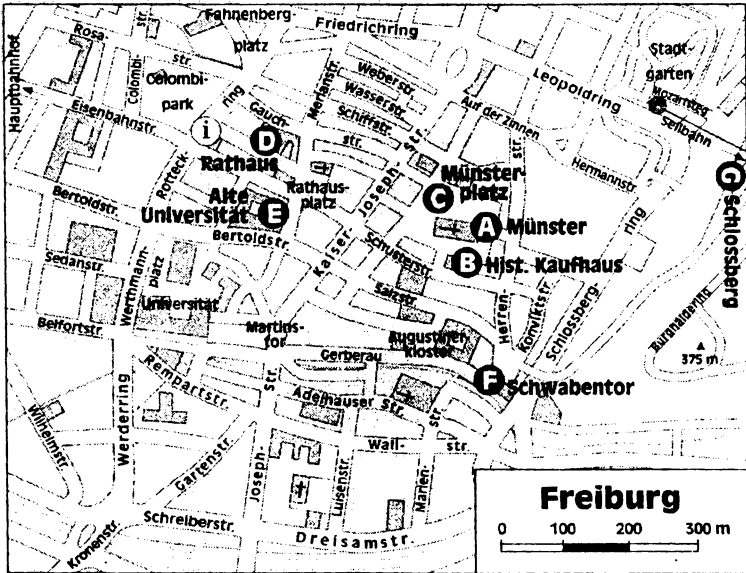 Fahnenberg-
platz
Friedrichring
Rosa-
str.
str.
Hauptbahnhof
Colombi-
Colombi-
park
ring
Weberstr.
Wasserstr.
Schiffstr.
Merianstr.
Gauch-
str.
Leopoldring
Stadt-
garten
Mozartsteg
Seilbahn
Auf der Zinnen
Eisenbahnstr.
i
D
Rathaus
Rathaus-
platz
Rotteck-
Kaiser-
Joseph-
Str.
Münster-
platz
C
str.
Hermannstr.
ring
G
Schlossberg
Bertoldstr.
Alte
Universität
E
Bertoldstr.
A
Münster
B
Hist. Kaufhaus
Schusterstr.
Salzstr.
Herren-
Konviktstr.
Schlossberg-
Burghaldering
375 m
Sedanstr.
Werthmann-
platz
Universität
Belfortstr.
Martins-
tor
Augustiner-
kloster
Gerberau
F
Schwabentor
Rempartstr.
Adelhauser
Str.
str.
Wall-
str.
str.
Wilhelmstr.
Werderring
Gartenstr.
Joseph-
Luisenstr.
Marien-
Schreiberstr.
Kronenstr.
Dreisamstr.
Freiburg
0 100 200 300 m